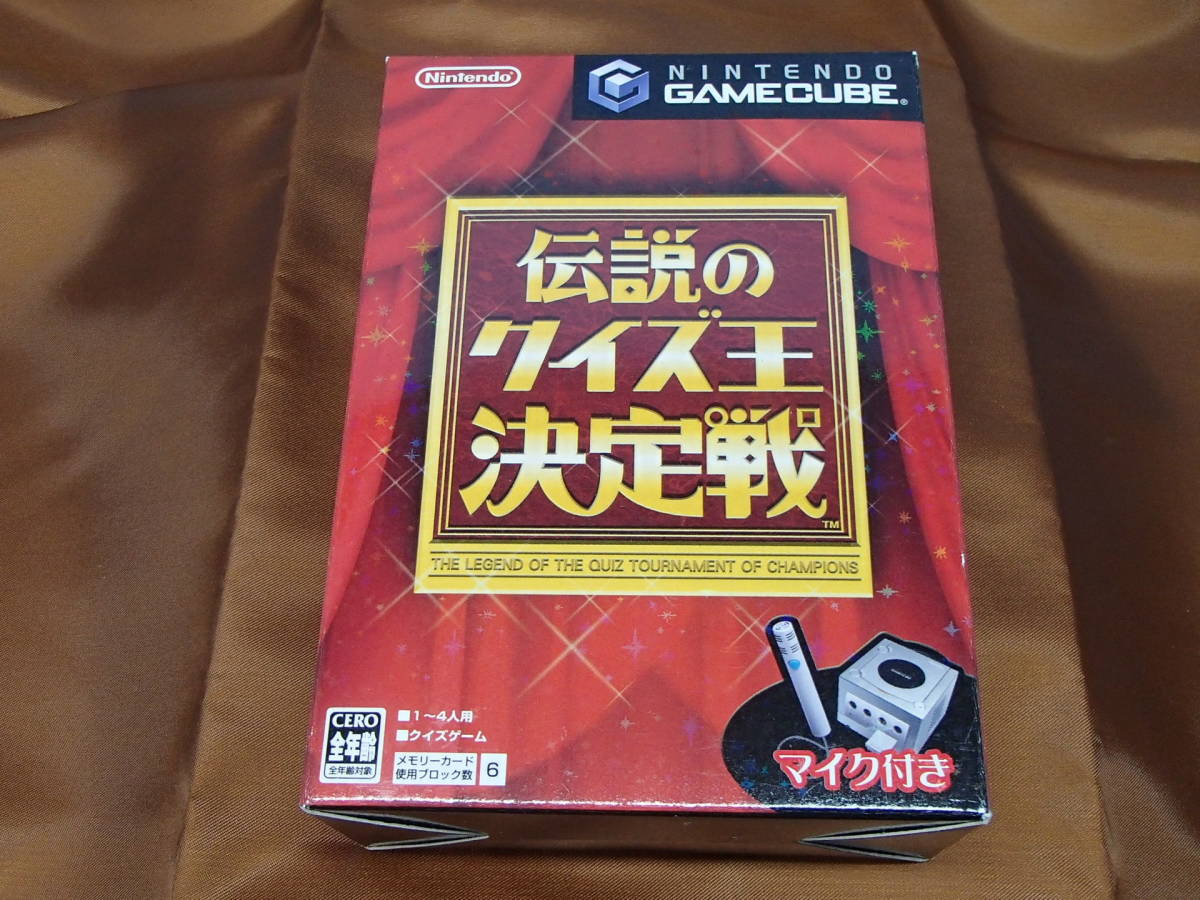 Nintendo
NINTENDO
GAMECUBE
伝説の
クイズ王
決定戦
TM
THE LEGEND OF THE QUIZ TOURNAMENT OF CHAMPIONS
CERO
全年齢
全年齢対象
■1〜4人用
■クイズゲーム
メモリーカード
使用ブロック数 6
マイク付き